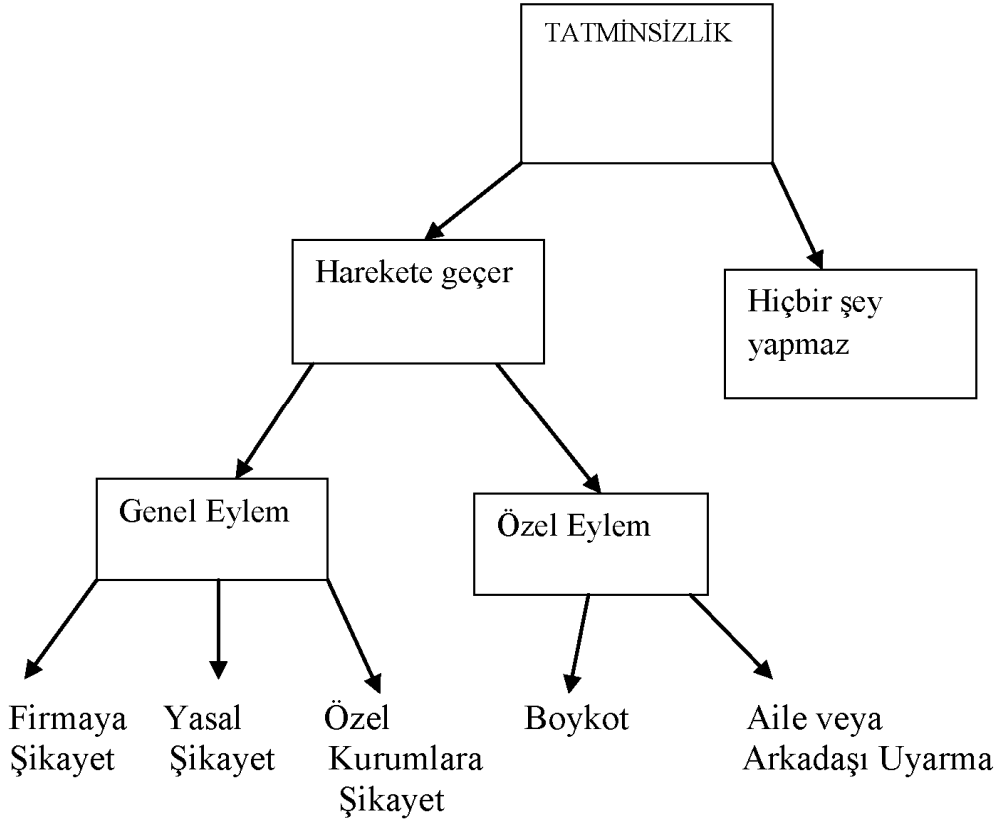 TATMİNSİZLİK
Harekete geçer
Hiçbir şey
yapmaz
Genel Eylem
Özel Eylem
Firmaya
Şikayet
Yasal
Şikayet
Özel
Kurumlara
Şikayet
Boykot
Aile veya
Arkadaşı Uyarma